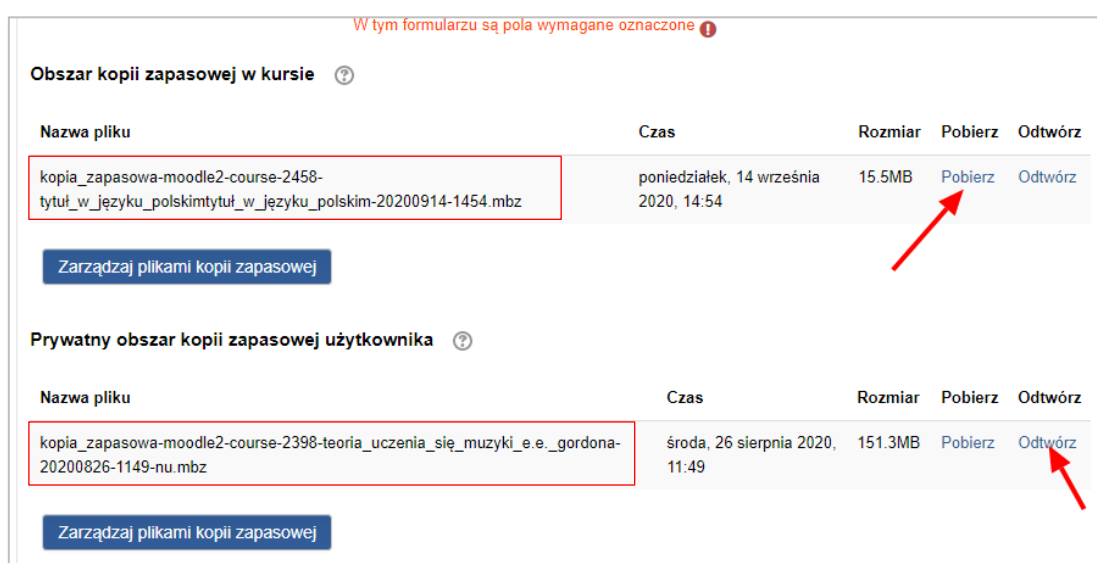 W tym formularzu są pola wymagane oznaczone
Obszar kopii zapasowej w kursie
Nazwa pliku Czas Rozmiar Pobierz Odtwórz
kopia_zapasowa-moodle2-course-2458- poniedziałek, 14 września 15.5MB Pobierz Odtwórz
tytuł_w_języku_polskimtytuł_w_języku_polskim-20200914-1454.mbz 2020, 14:54
Zarządzaj plikami kopii zapasowej
Prywatny obszar kopii zapasowej użytkownika
Nazwa pliku Czas Rozmiar Pobierz Odtwórz
kopia_zapasowa-moodle2-course-2398-teoria_uczenia_się_muzyki_e.e._gordona- środa, 26 sierpnia 2020, 151.3MB Pobierz Odtwórz
20200826-1149-nu.mbz 11:49
Zarządzaj plikami kopii zapasowej